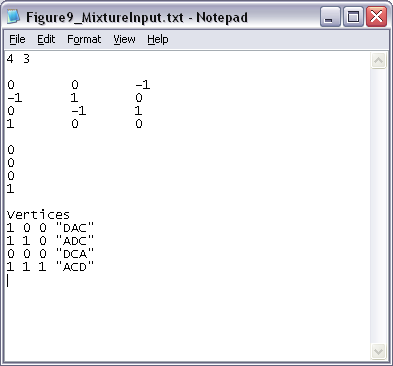 Figure9_MixtureInput.txt - Notepad
File Edit Format View Help
4 3
0 0 -1
-1 1 0
0 -1 1
1 0 0
0
0
0
1
Vertices
1 0 0 "DAC"
1 1 0 "ADC"
0 0 0 "DCA"
1 1 1 "ACD"